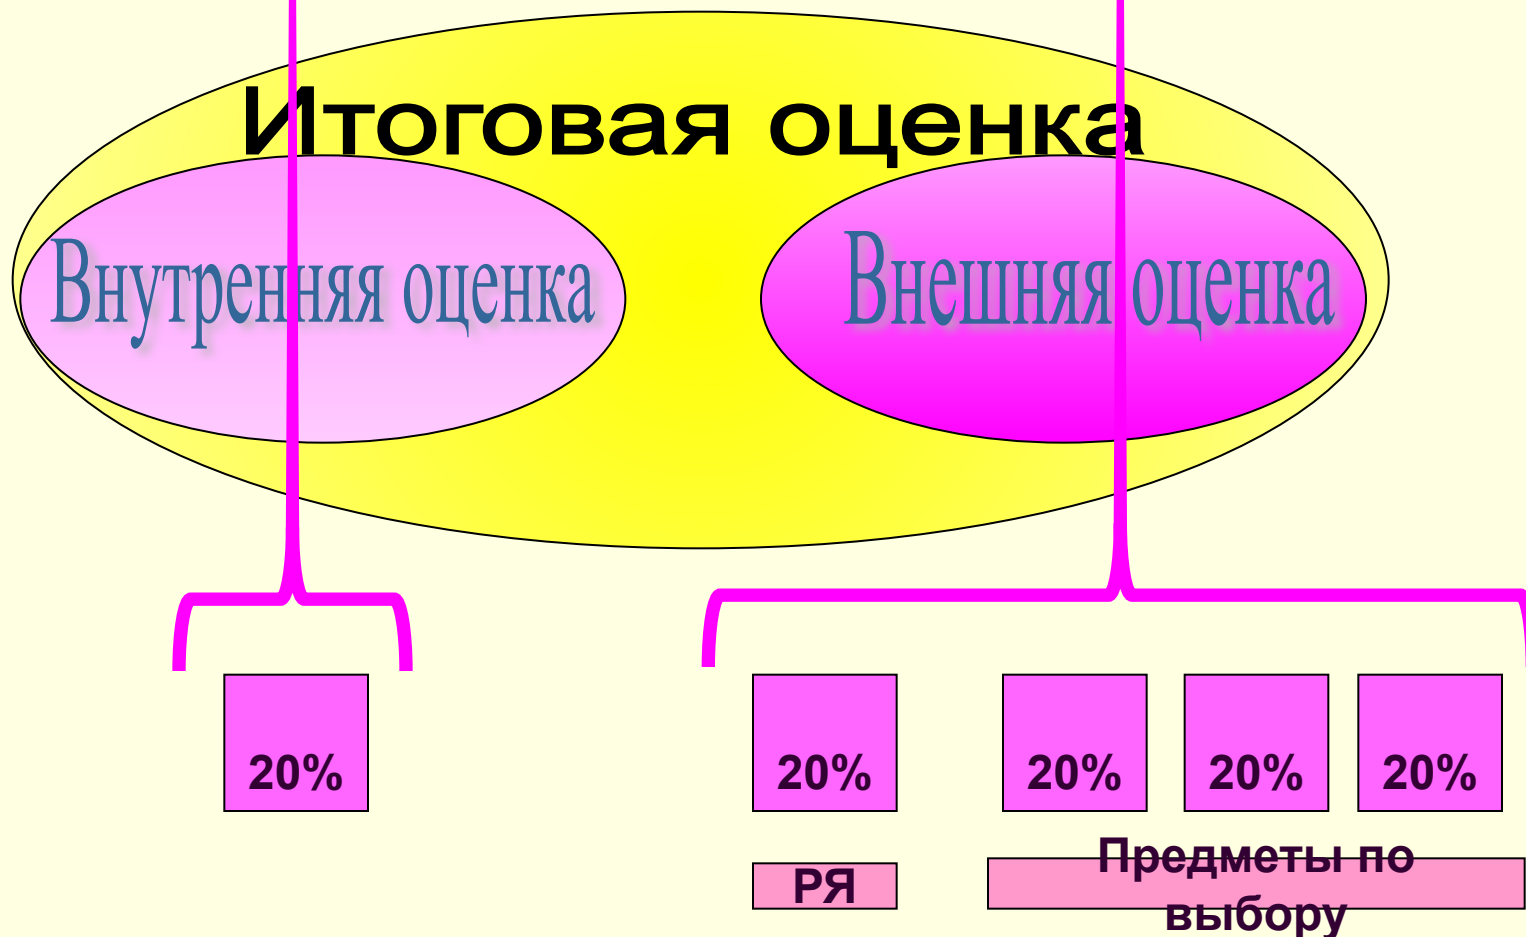 Итоговая оценка
Внутренняя оценка
Внешняя оценка
20%
20%
20%
20%
20%
РЯ
Предметы по
выбору